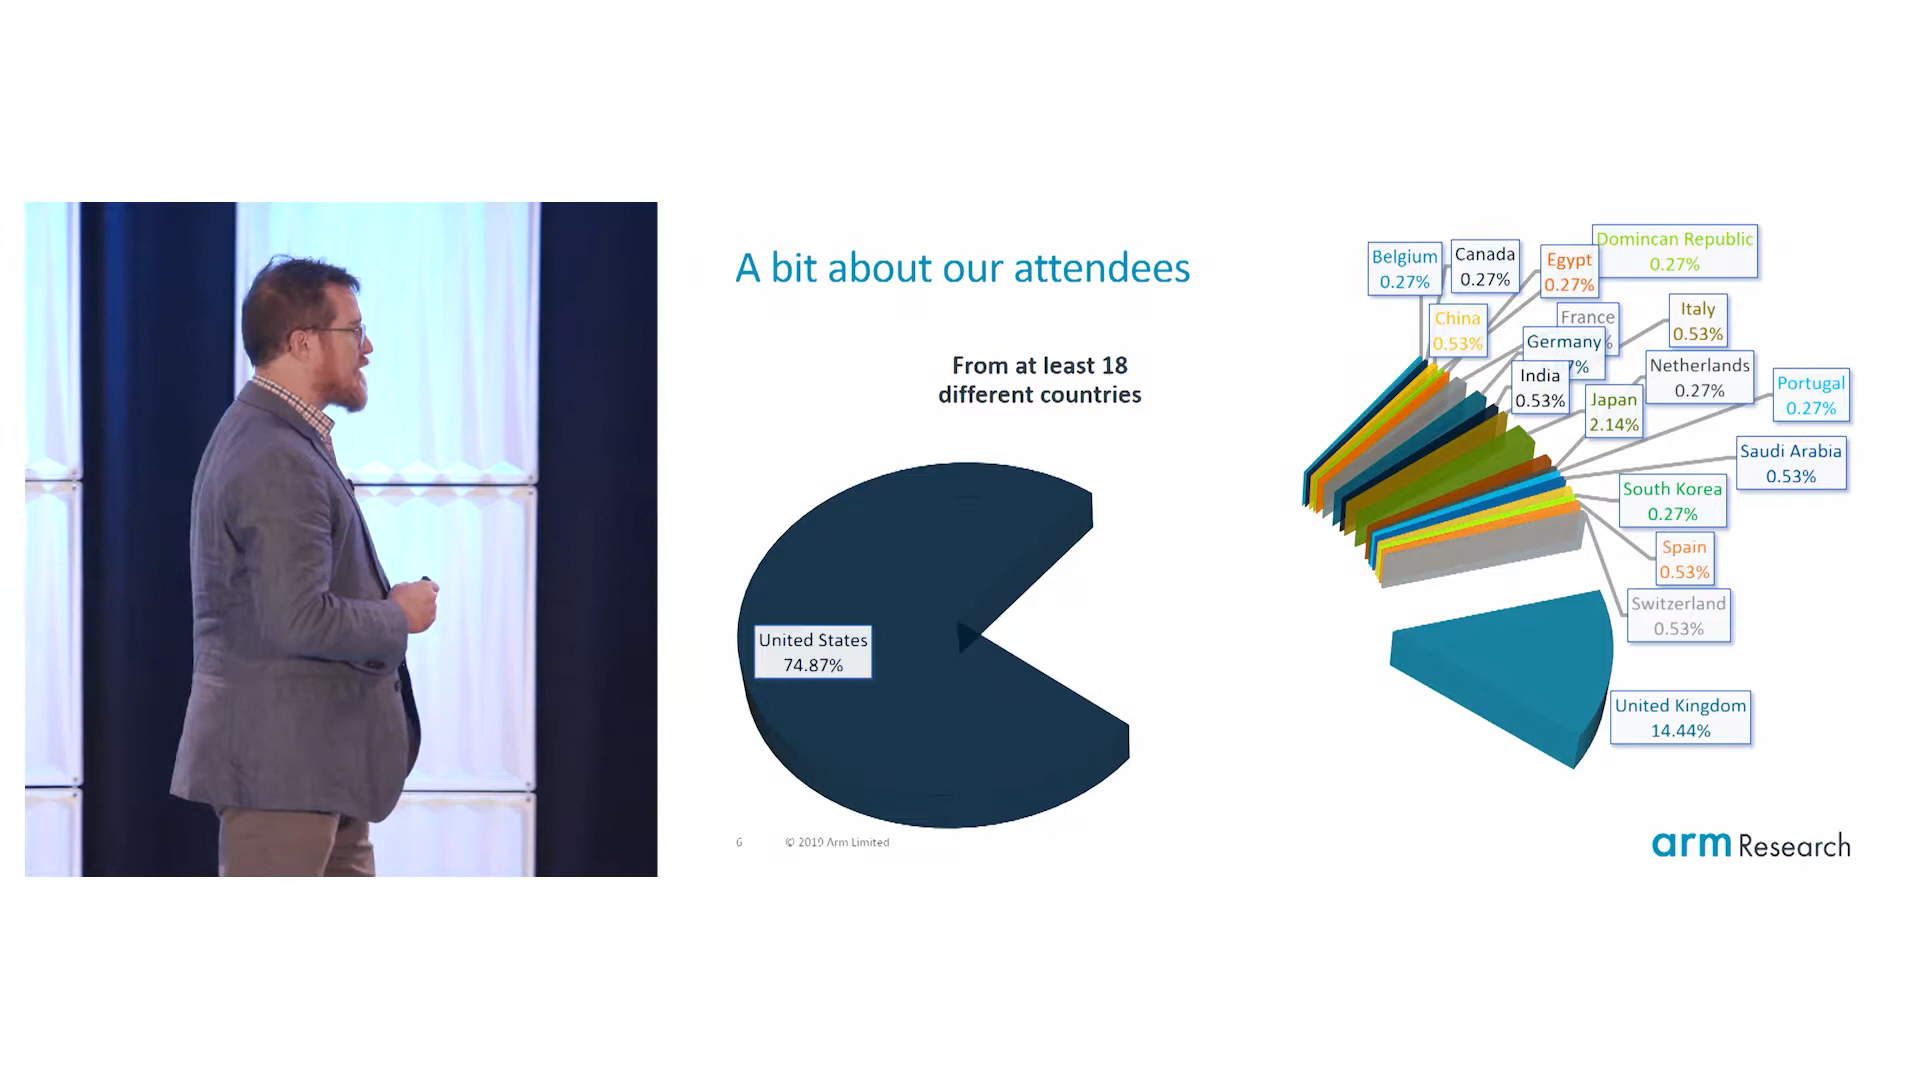 A bit about our attendees
From at least 18
different countries
United States
74.87%
Belgium
0.27%
Canada
0.27%
Egypt
0.27%
Domincan Republic
0.27%
China
0.53%
France
%
Germany
7%
Italy
0.53%
India
0.53%
Netherlands
0.27%
Japan
2.14%
Portugal
0.27%
Saudi Arabia
0.53%
South Korea
0.27%
Spain
0.53%
Switzerland
0.53%
United Kingdom
14.44%
6 © 2019 Arm Limited
arm Research